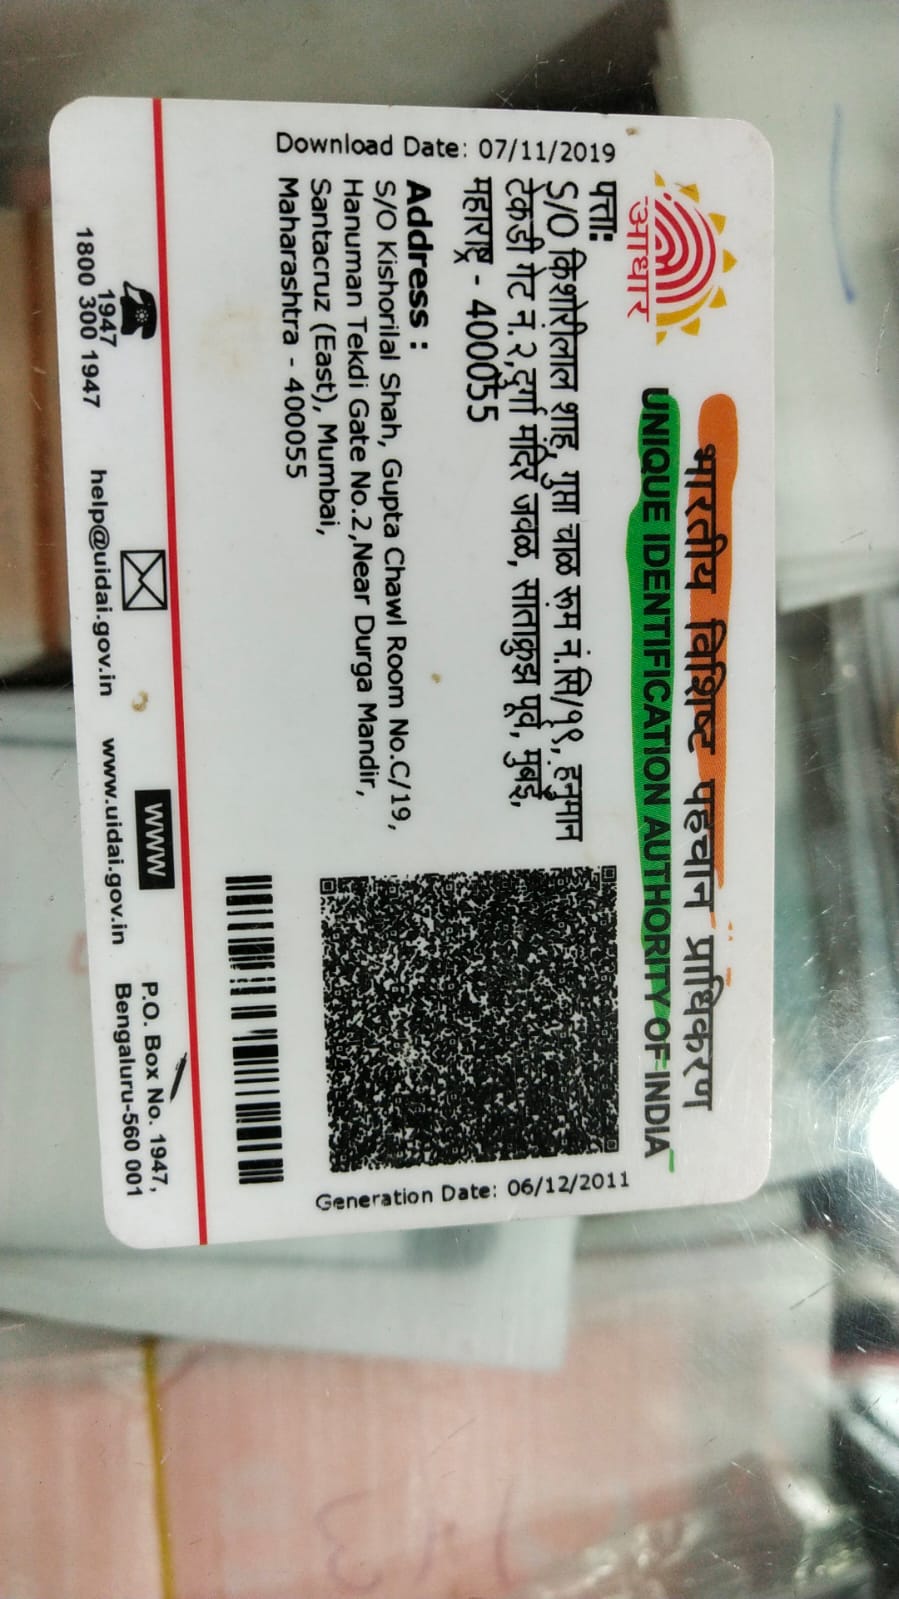 भारतीय विशिष्ट पहचान प्राधिकरण
UNIQUE IDENTIFICATION AUTHORITY OF INDIA
आधार
Download Date: 07/11/2019
पत्ता:
S/O किशोरीलाल शाह, गुप्ता चाळ रूम नं.सि/१९, हनुमान
टेकडी गेट नं.२,दुर्गा मंदिर जवळ, सांताक्रुझ पूर्व, मुंबई,
महाराष्ट्र - 400055
Address :
S/O Kishorilal Shah, Gupta Chawl Room No.C/19,
Hanuman Tekdi Gate No.2,Near Durga Mandir,
Santacruz (East), Mumbai,
Maharashtra - 400055
Generation Date: 06/12/2011
1947
1800 300 1947
help@uidai.gov.in
WWW
www.uidai.gov.in
P.O. Box No. 1947,
Bengaluru-560 001